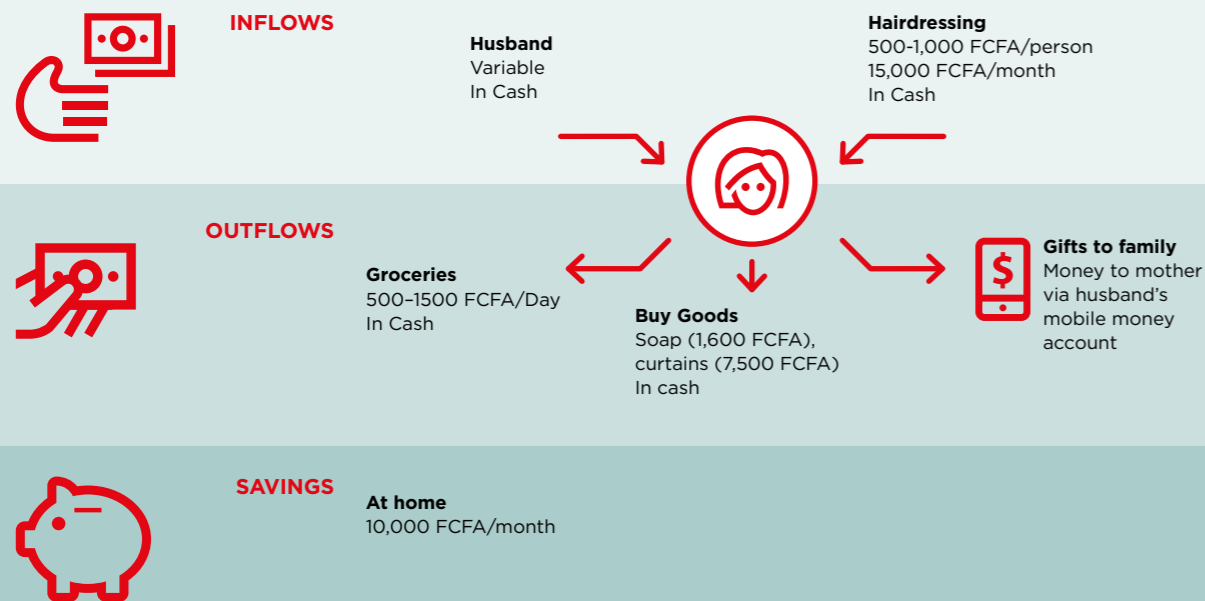 INFLOWS
Husband
Variable
In Cash
Hairdressing
500-1,000 FCFA/person
15,000 FCFA/month
In Cash
OUTFLOWS
Groceries
500–1500 FCFA/Day
In Cash
Buy Goods
Soap (1,600 FCFA),
curtains (7,500 FCFA)
In cash
$
Gifts to family
Money to mother
via husband's
mobile money
account
SAVINGS
At home
10,000 FCFA/month